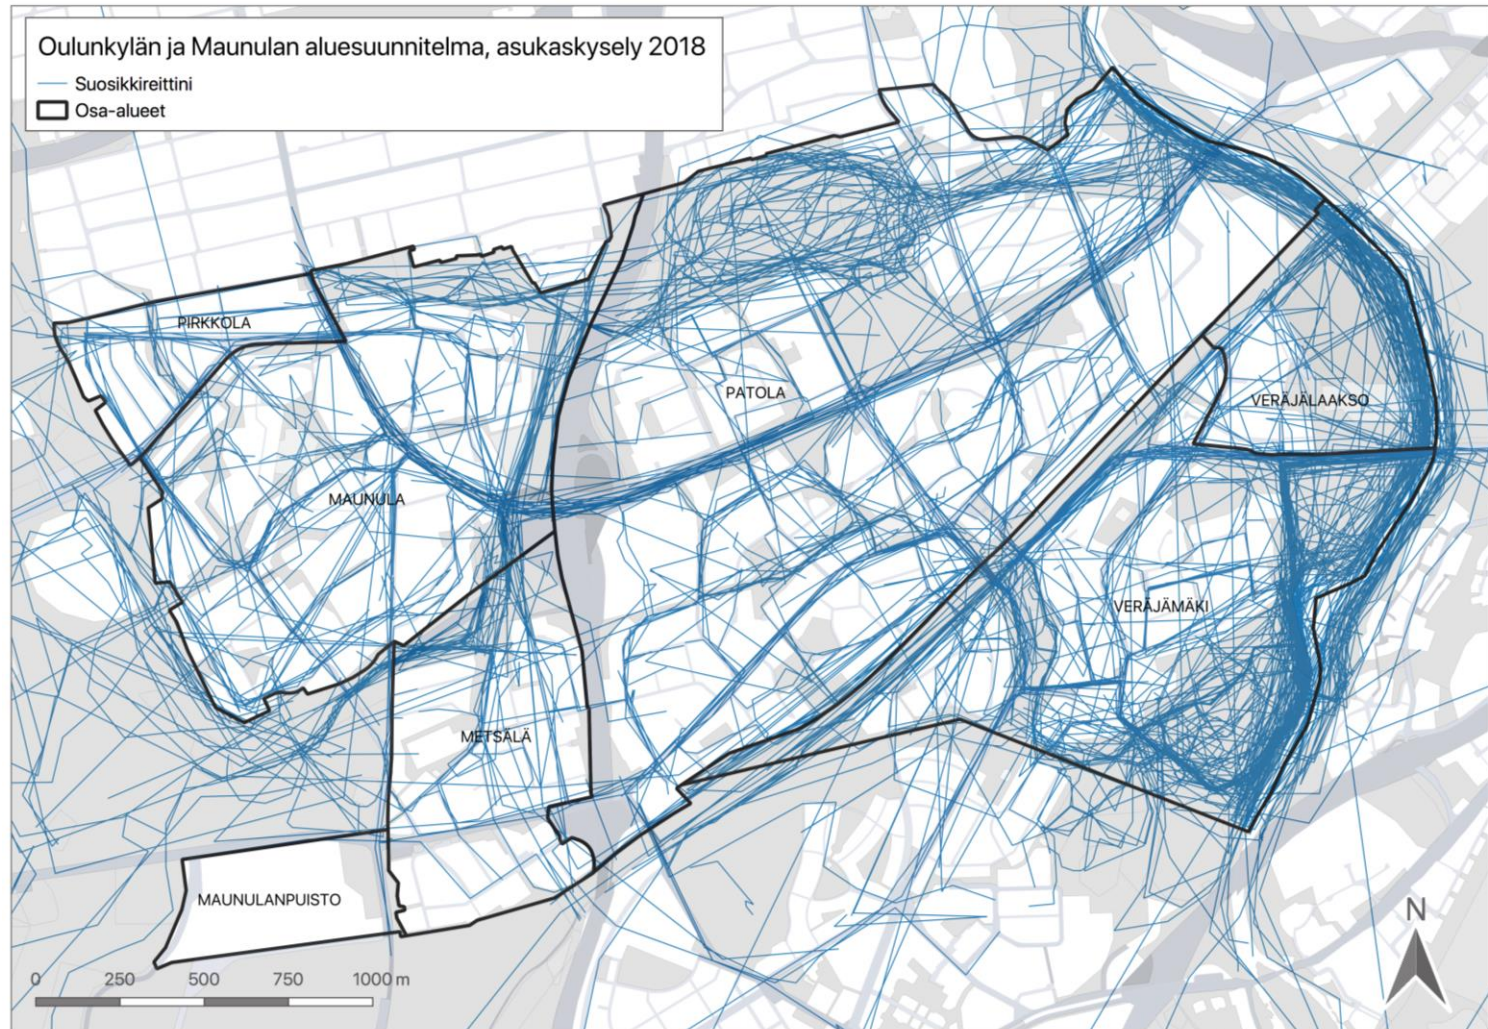 Oulunkylän ja Maunulan aluesuunnitelma, asukaskysely 2018
Suosikkireittini
Osa-alueet
PIRKKOLA
PATOLA
VERÄJÄLAAKSO
MAUNULA
VERÄJÄMÄKI
METSÄLÄ
MAUNULANPUISTO
N
0 250 500 750 1000 m